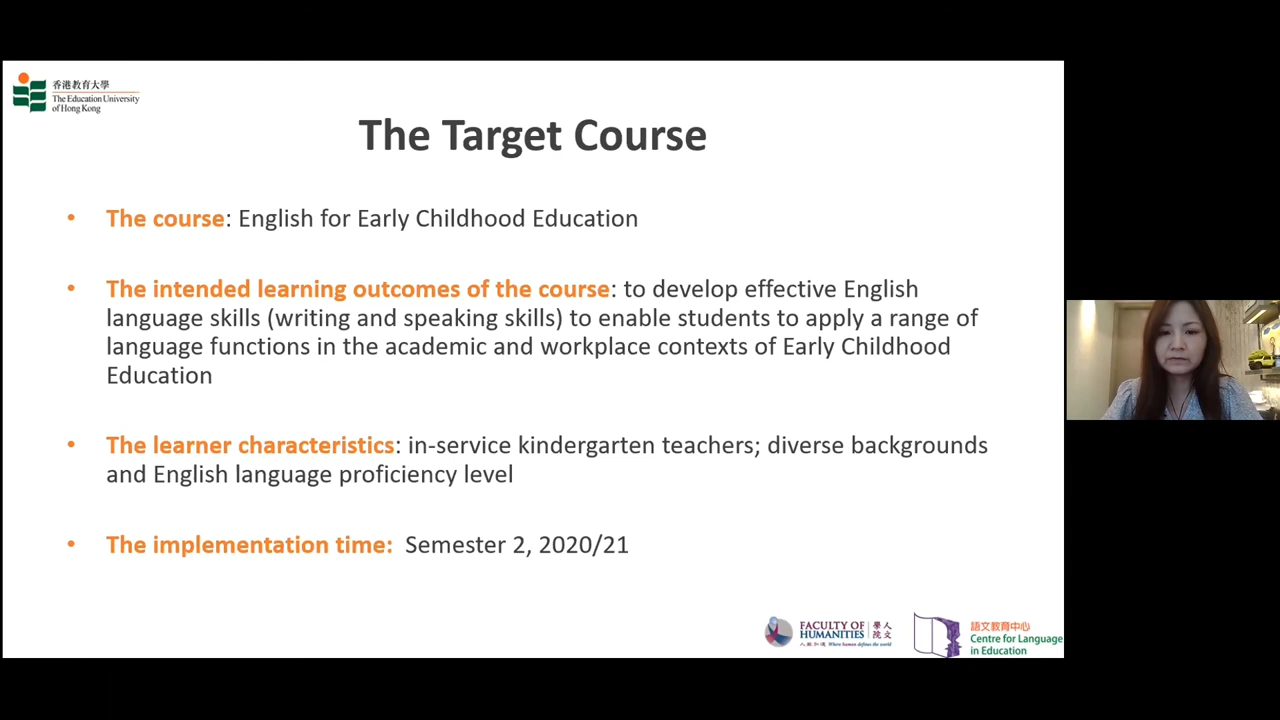 香港教育大學
The Education University
of Hong Kong
The Target Course
• The course: English for Early Childhood Education
• The intended learning outcomes of the course: to develop effective English
language skills (writing and speaking skills) to enable students to apply a range of
language functions in the academic and workplace contexts of Early Childhood
Education
• The learner characteristics: in-service kindergarten teachers; diverse backgrounds
and English language proficiency level
• The implementation time: Semester 2, 2020/21
FACULTY OF
HUMANITIES
人文
學院
Where human defines the world
語文教育中心
Centre for Language
in Education